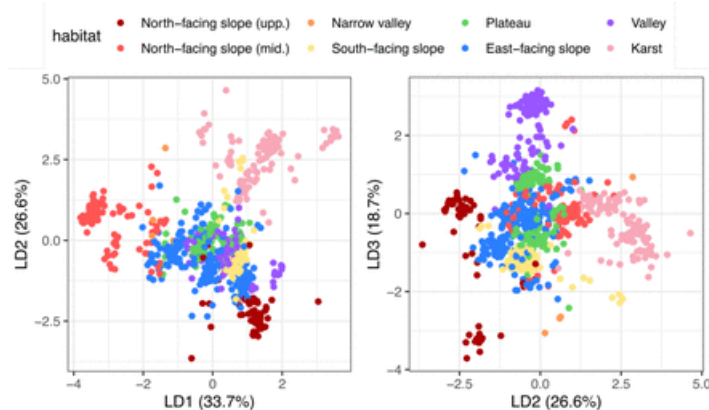 habitat
North-facing slope (upp.) Narrow valley Plateau Valley
North-facing slope (mid.) South-facing slope East-facing slope Karst
5.0
2.5
0.0
−2.5
LD2 (26.6%)
−4 −2 0 2
LD1 (33.7%)
2
0
−2
−4
LD3 (18.7%)
−2.5 0.0 2.5 5.0
LD2 (26.6%)